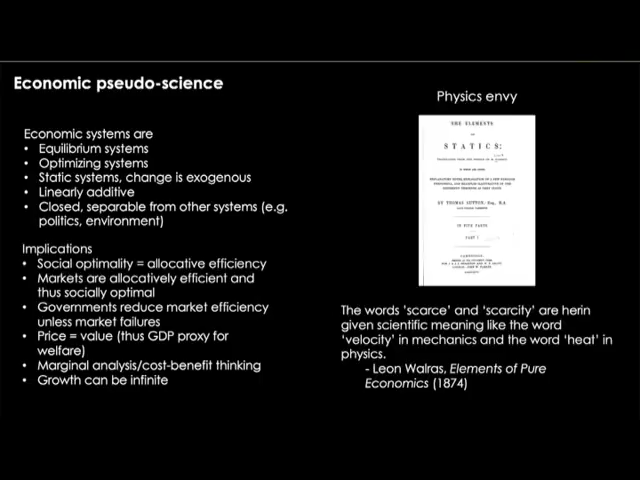 Economic pseudo-science
Economic systems are
• Equilibrium systems
• Optimizing systems
• Static systems, change is exogenous
• Linearly additive
• Closed, separable from other systems (e.g.
politics, environment)
Implications
• Social optimality = allocative efficiency
• Markets are allocatively efficient and
thus socially optimal
• Governments reduce market efficiency
unless market failures
• Price = value (thus GDP proxy for
welfare)
• Marginal analysis/cost-benefit thinking
• Growth can be infinite
Physics envy
THE ELEMENTS
OF
STATICS:
BY THOMAS
IN FIVE PARTS
PART I
CAMBRIDGE:
The words ‘scarce’ and ‘scarcity’ are herin
given scientific meaning like the word
‘velocity’ in mechanics and the word ‘heat’ in
physics.
- Leon Walras, Elements of Pure
Economics (1874)